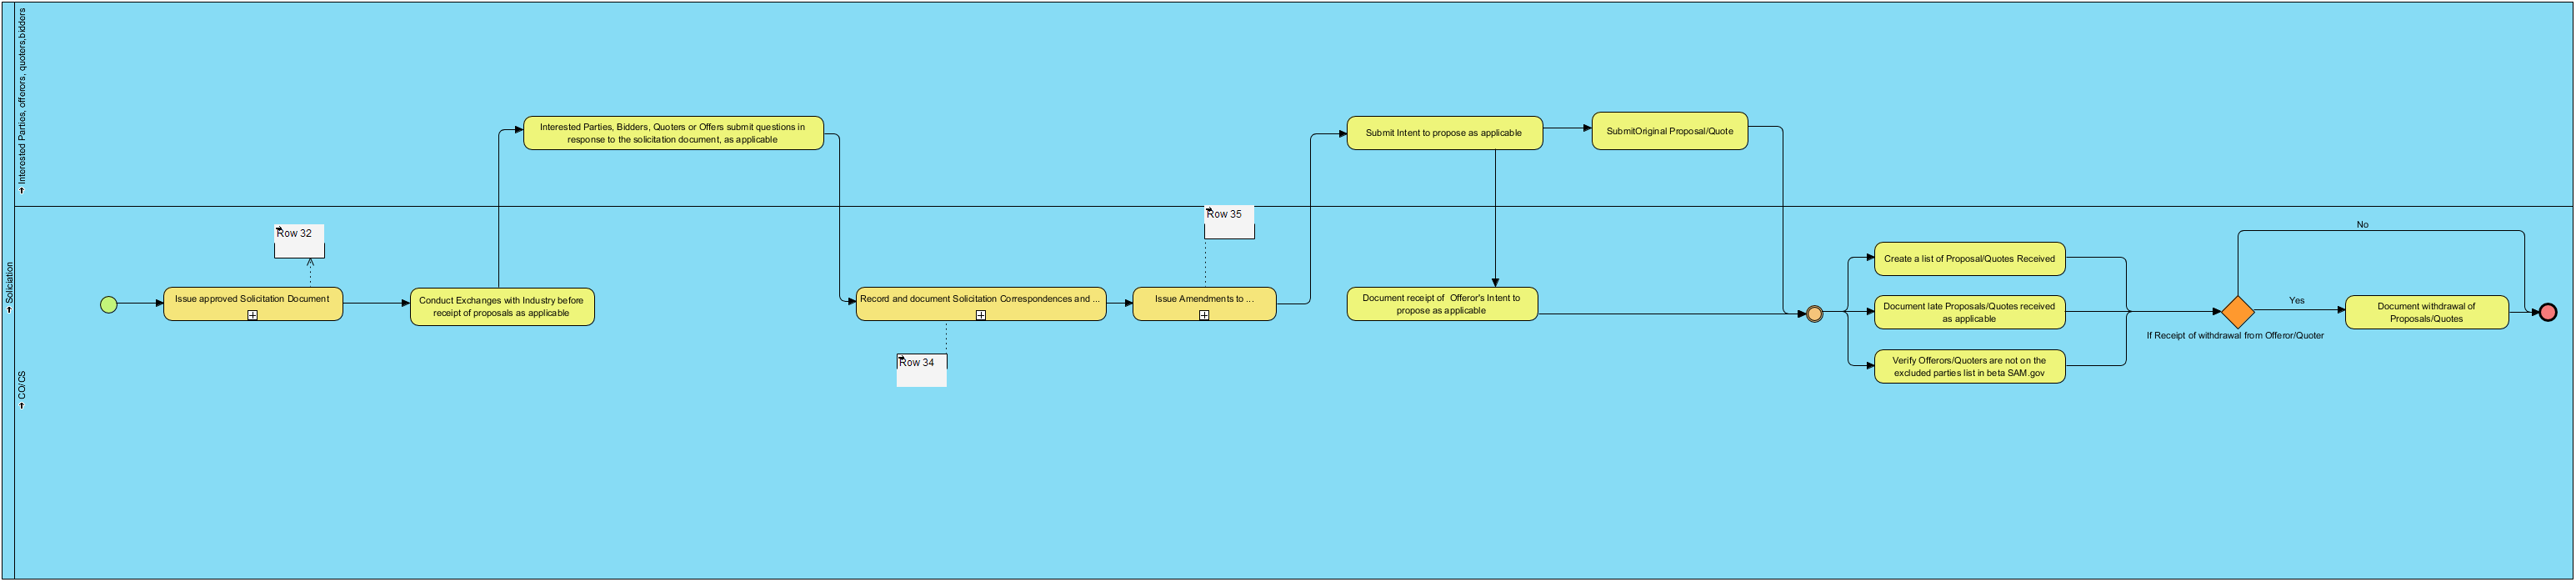 Soliciation
Interested Parties, offerors, quoters,bidders
CO/CS
Interested Parties, Bidders, Quoters or Offers submit questions in
response to the solicitation document, as applicable
Submit Intent to propose as applicable
SubmitOriginal Proposal/Quote
Row 32
Row 35
Issue approved Solicitation Document
Conduct Exchanges with Industry before
receipt of proposals as applicable
Record and document Solicitation Correspondences and ...
Issue Amendments to ...
Row 34
Document receipt of Offeror's Intent to
propose as applicable
Create a list of Proposal/Quotes Received
Document late Proposals/Quotes received
as applicable
Verify Offerors/Quoters are not on the
excluded parties list in beta SAM.gov
No
Yes
If Receipt of withdrawal from Offeror/Quoter
Document withdrawal of
Proposals/Quotes